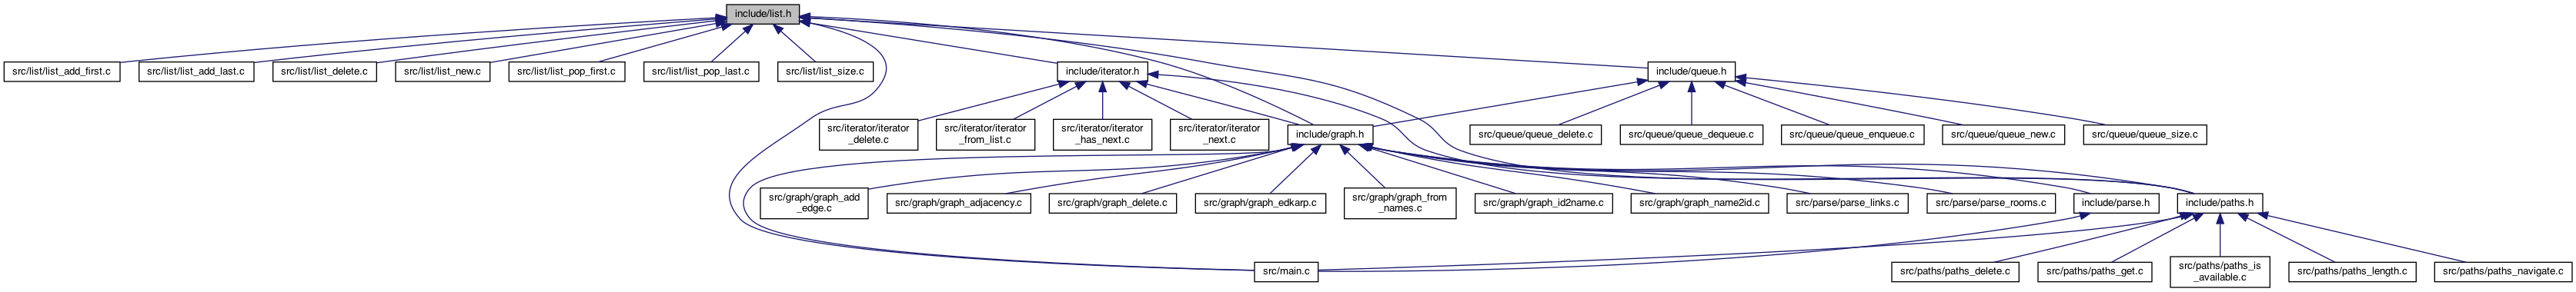 include/list.h
src/list/list_add_first.c
src/list/list_add_last.c
src/list/list_delete.c
src/list/list_new.c
src/list/list_pop_first.c
src/list/list_pop_last.c
src/list/list_size.c
include/iterator.h
include/queue.h
src/iterator/iterator
_delete.c
src/iterator/iterator
_from_list.c
src/iterator/iterator
_has_next.c
src/iterator/iterator
_next.c
include/graph.h
src/queue/queue_delete.c
src/queue/queue_dequeue.c
src/queue/queue_enqueue.c
src/queue/queue_new.c
src/queue/queue_size.c
src/graph/graph_add
_edge.c
src/graph/graph_adjacency.c
src/graph/graph_delete.c
src/graph/graph_edkarp.c
src/graph/graph_from
_names.c
src/graph/graph_id2name.c
src/graph/graph_name2id.c
src/parse/parse_links.c
src/parse/parse_rooms.c
include/parse.h
include/paths.h
src/main.c
src/paths/paths_delete.c
src/paths/paths_get.c
src/paths/paths_is
_available.c
src/paths/paths_length.c
src/paths/paths_navigate.c